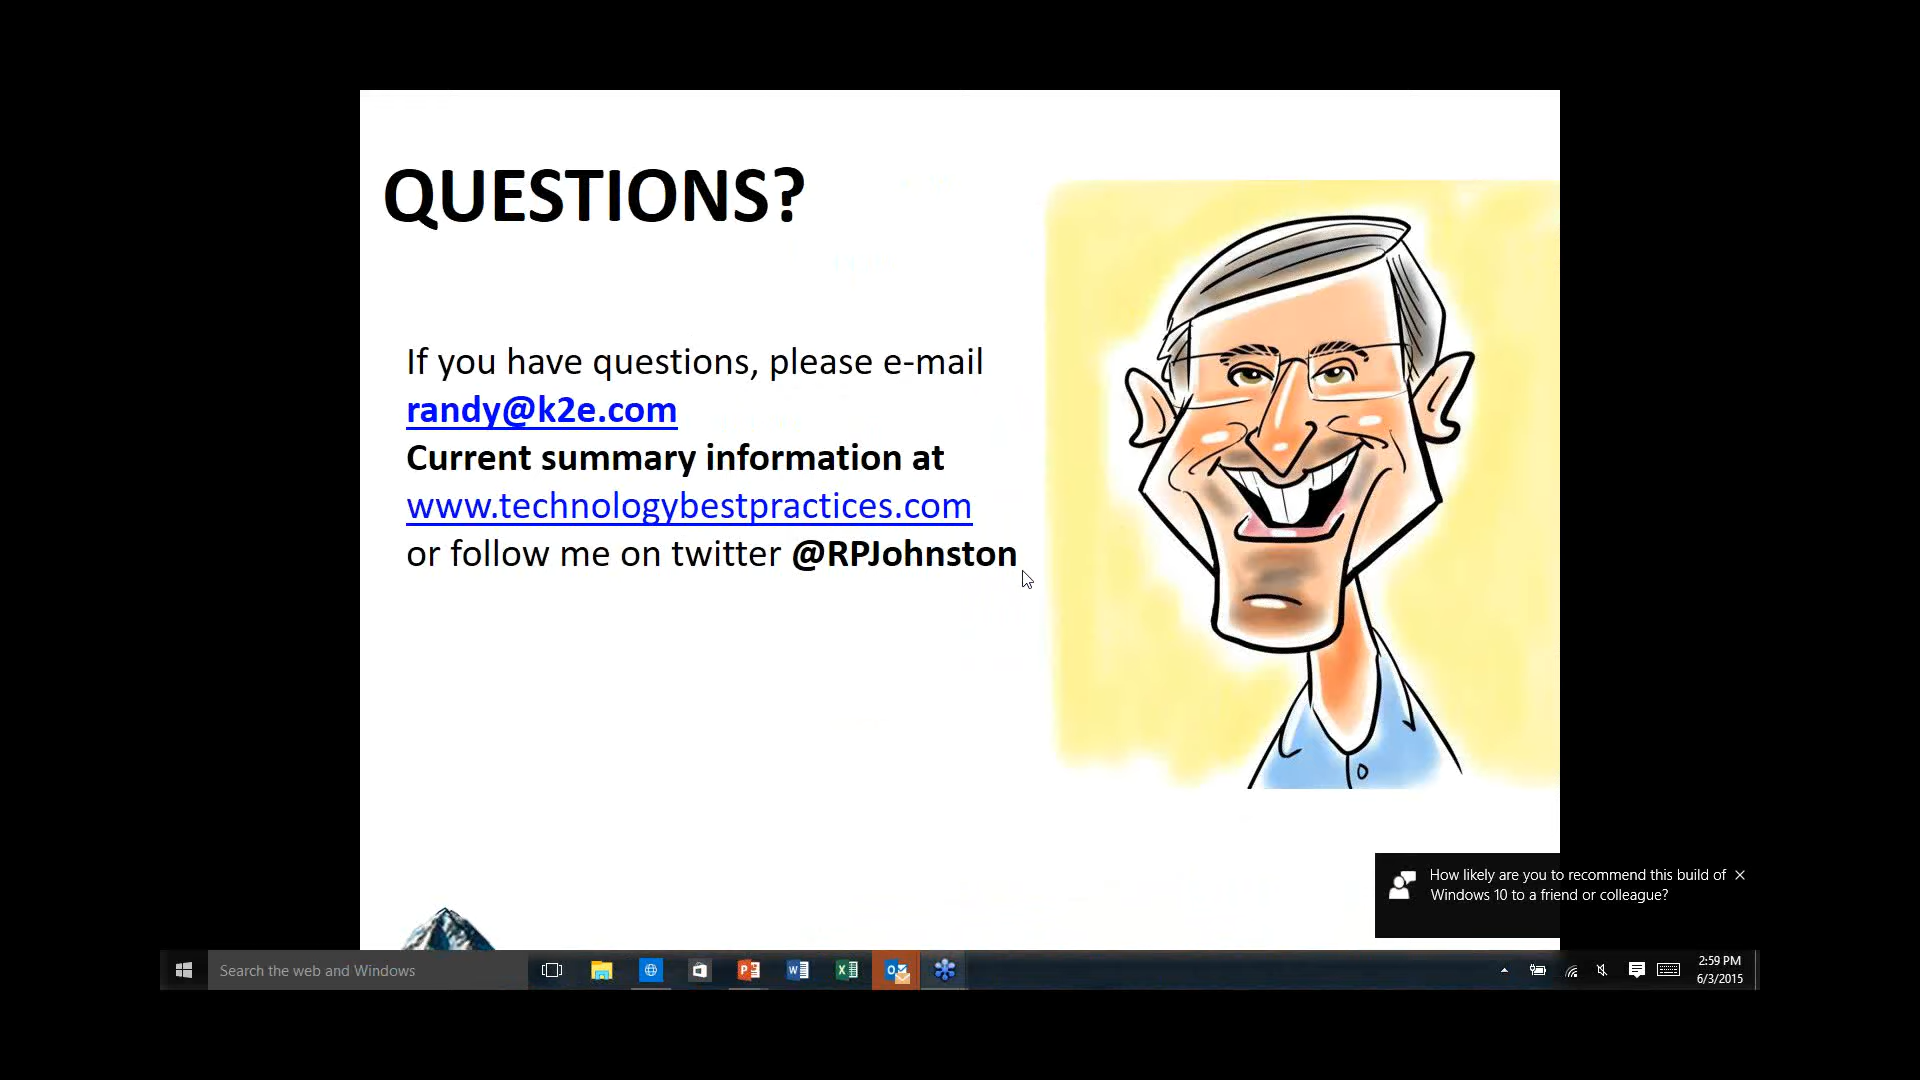 QUESTIONS?
If you have questions, please e-mail
randy@k2e.com
Current summary information at
www.technologybestpractices.com
or follow me on twitter @RPJohnston
How likely are you to recommend this build of
Windows 10 to a friend or colleague?
Search the web and Windows
2:59 PM
6/3/2015